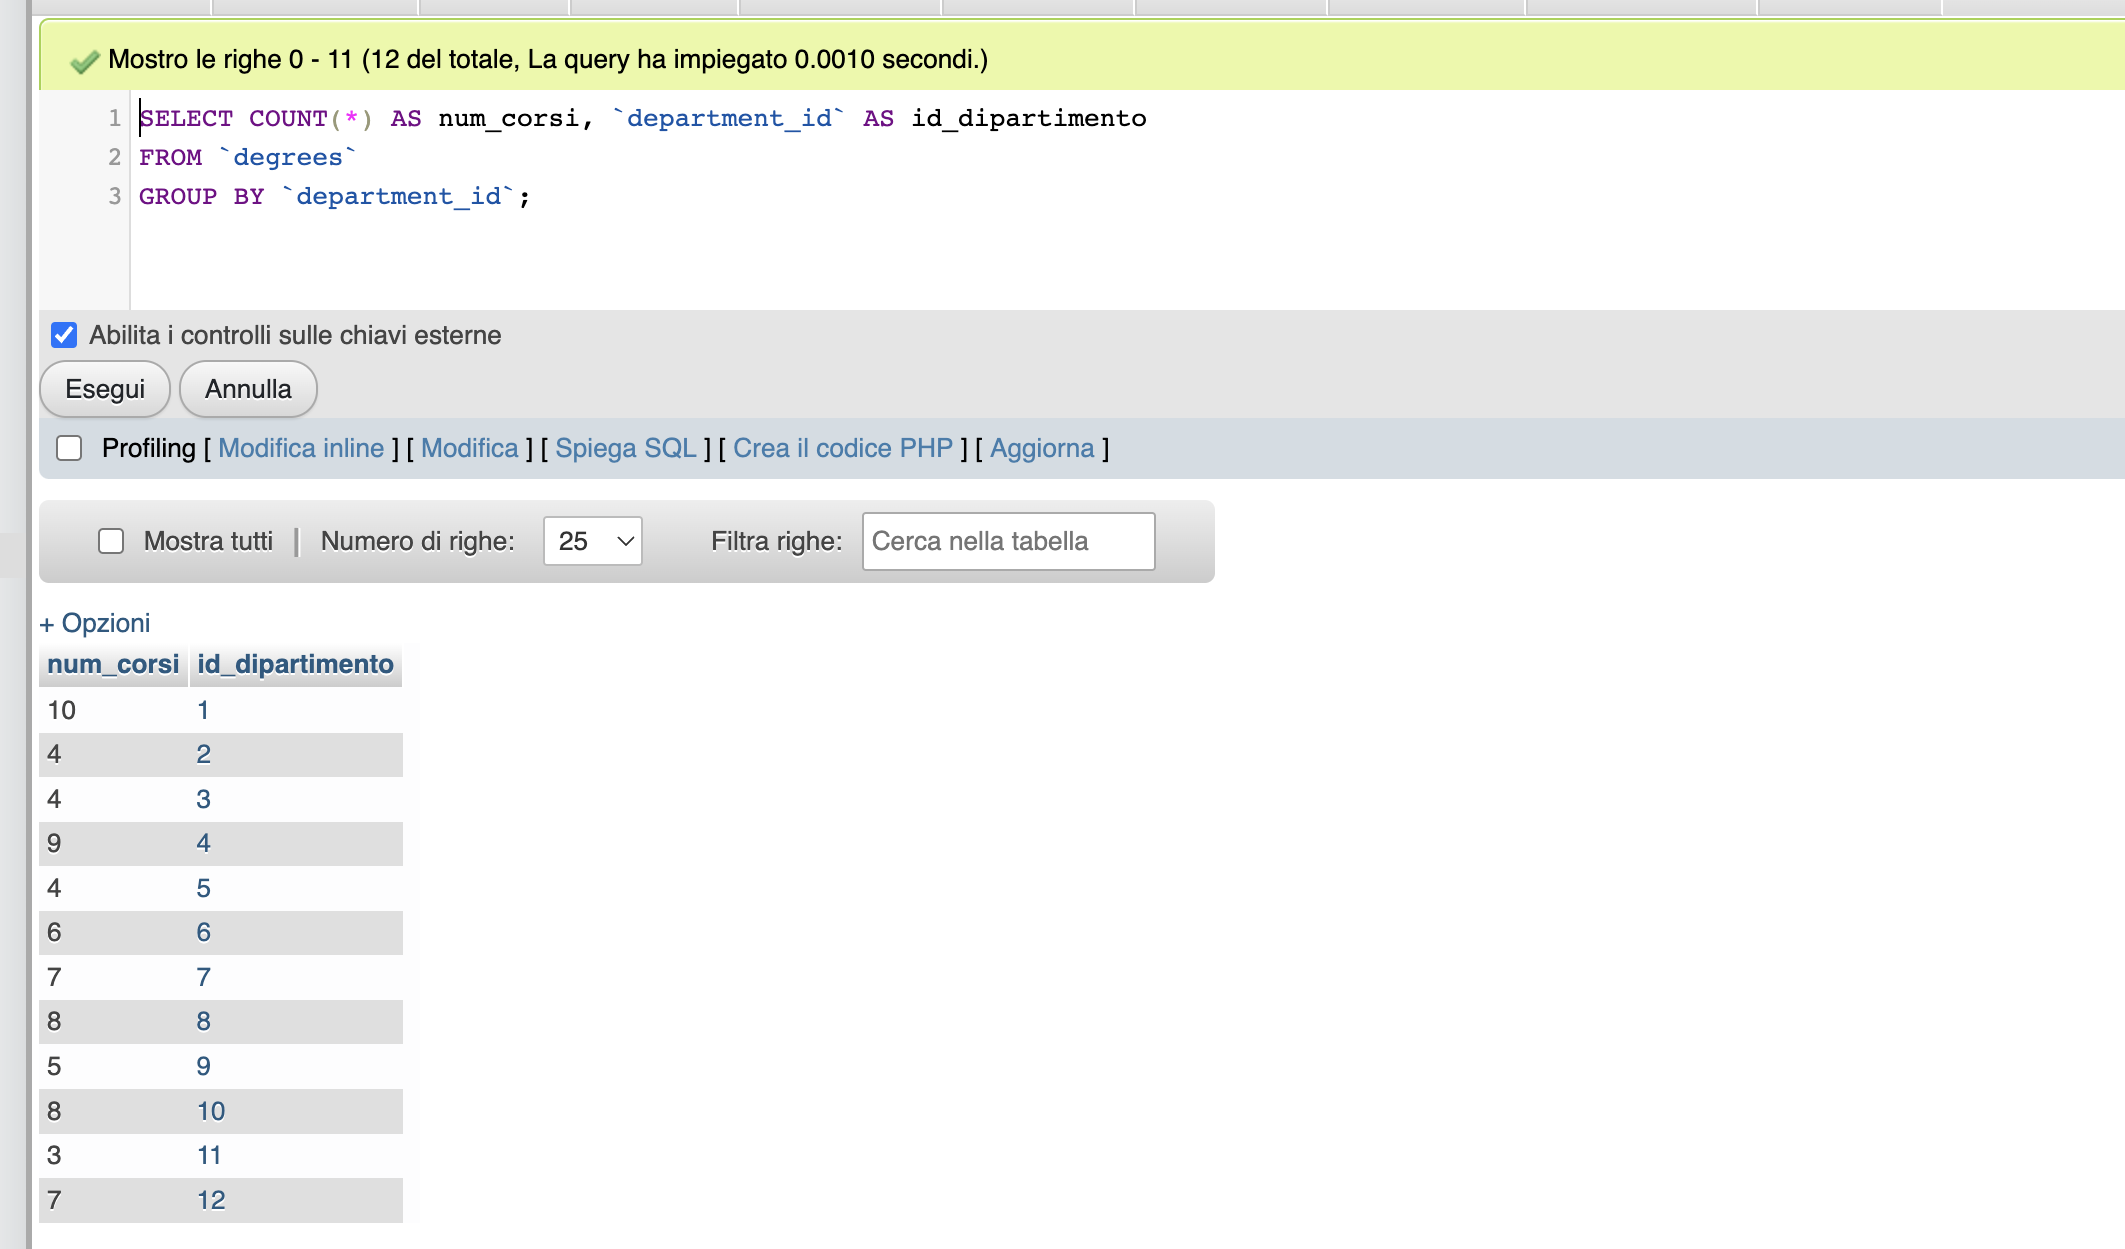 Mostro le righe 0 - 11 (12 del totale, La query ha impiegato 0.0010 secondi.)
1 SELECT COUNT(*) AS num_corsi, `department_id` AS id_dipartimento
2 FROM `degrees`
3 GROUP BY `department_id`;
Abilita i controlli sulle chiavi esterne
Esegui Annulla
Profiling [ Modifica inline ] [ Modifica ] [ Spiega SQL ] [ Crea il codice PHP ] [ Aggiorna ]
Mostra tutti | Numero di righe: 25 Filtra righe: Cerca nella tabella
+ Opzioni
num_corsi id_dipartimento
10 1
4 2
4 3
9 4
4 5
6 6
7 7
8 8
5 9
8 10
3 11
7 12